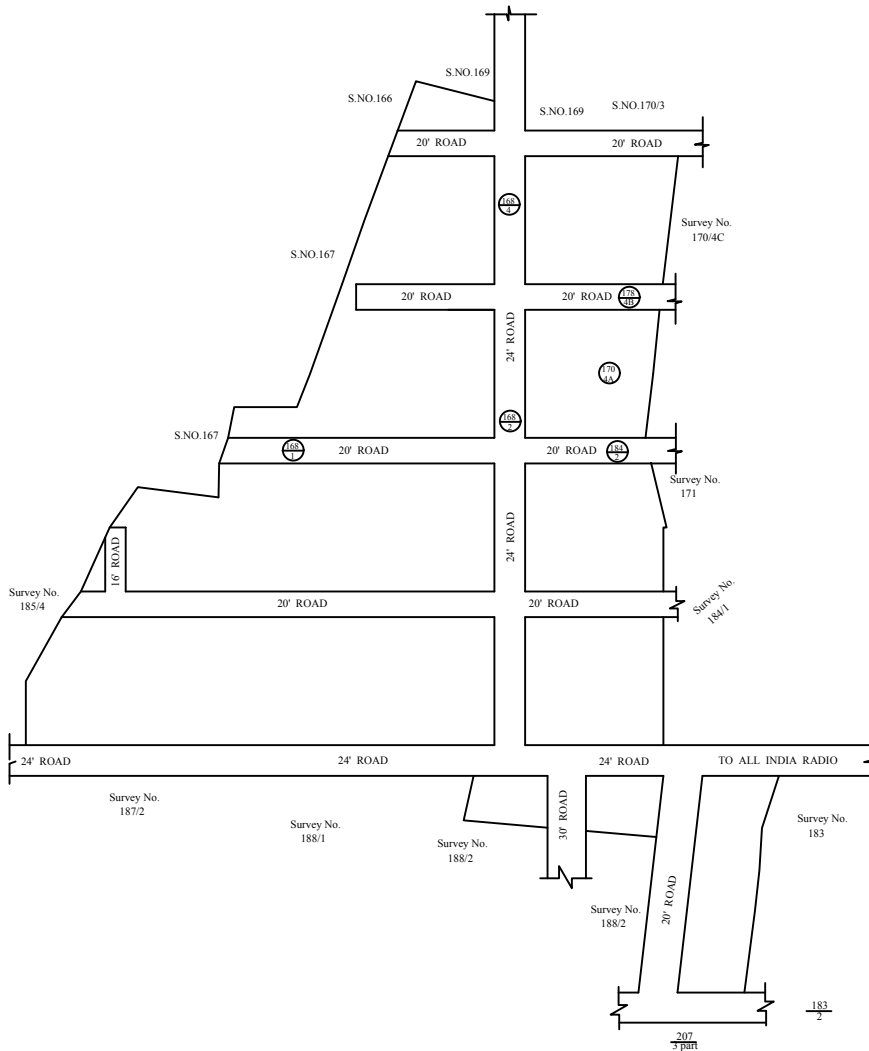 S.NO.169
S.NO.166
S.NO.169
S.NO.170/3
20' ROAD
20' ROAD
168
4
Survey No.
170/4C
S.NO.167
20' ROAD
20' ROAD
178
4B
24' ROAD
170
4A
168
2
S.NO.167
168
1
20' ROAD
20' ROAD
184
2
Survey No.
171
24' ROAD
16' ROAD
Survey No.
185/4
20' ROAD
20' ROAD
Survey No.
184/1
24' ROAD
24' ROAD
24' ROAD
TO ALL INDIA RADIO
Survey No.
187/2
Survey No.
188/1
30' ROAD
Survey No.
188/2
Survey No.
183
20' ROAD
Survey No.
188/2
183
2
207
3 part